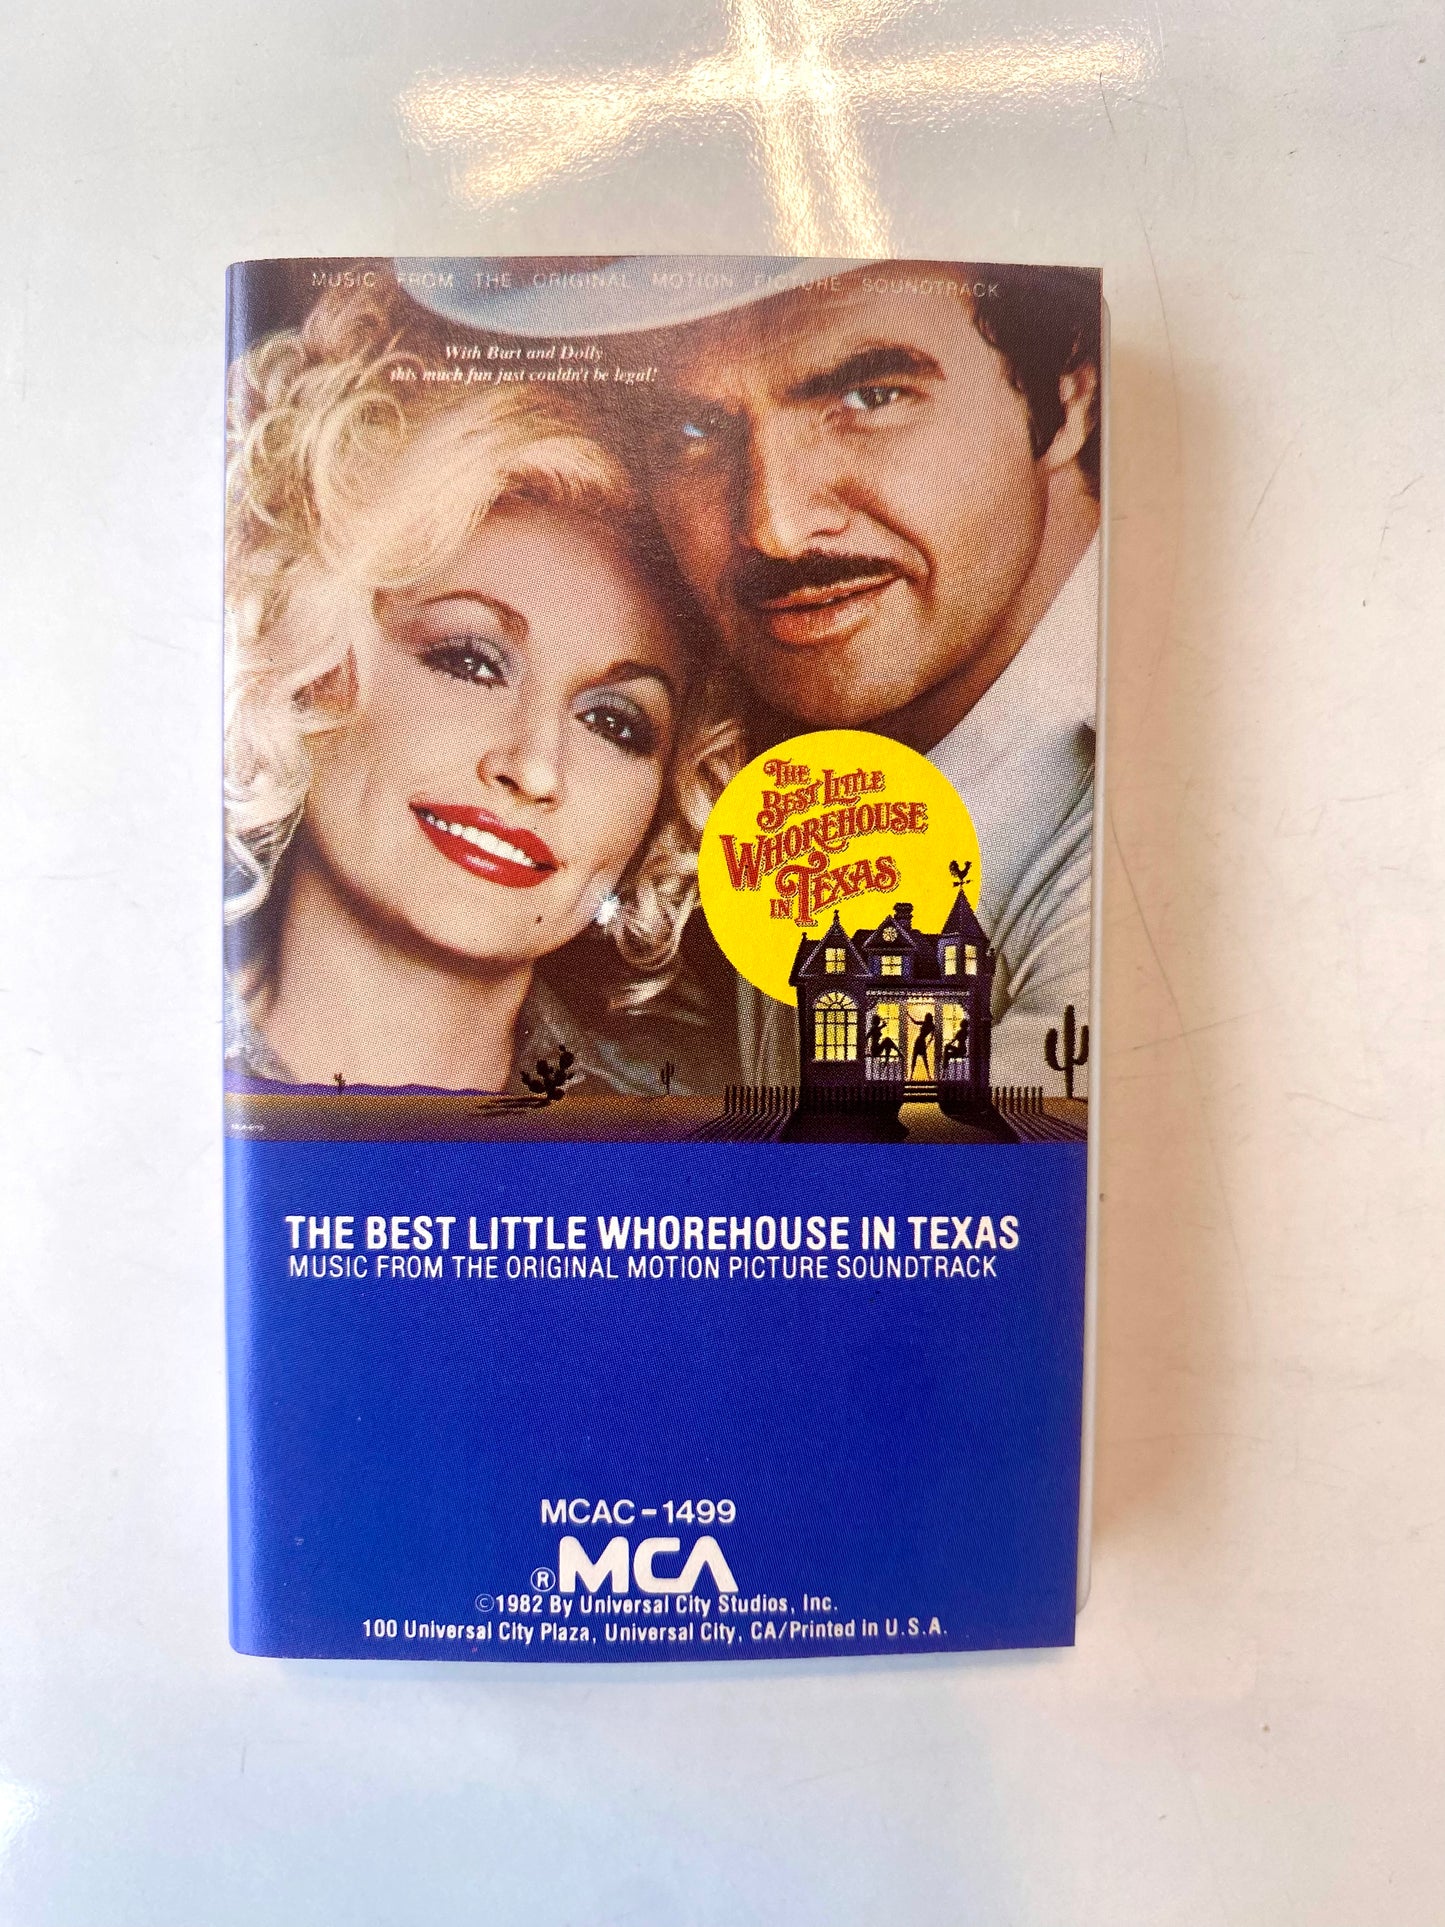 MUSIC FROM THE ORIGINAL MOTION PICTURE SOUNDTRACK
With Burt and Dolly
this much fun just couldn't be legal!
THE
BEST LITTLE
WHOREHOUSE
IN TEXAS
THE BEST LITTLE WHOREHOUSE IN TEXAS
MUSIC FROM THE ORIGINAL MOTION PICTURE SOUNDTRACK
MCAC-1499
®MCA
©1982 By Universal City Studios, Inc.
100 Universal City Plaza, Universal City, CA/Printed in U.S.A.